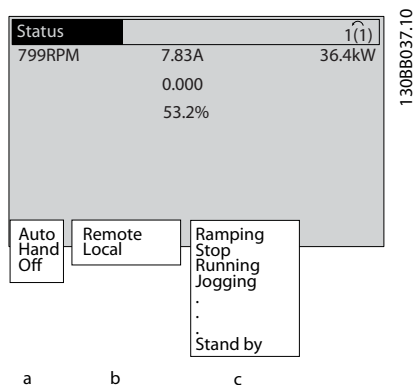 Status 1(1)
799RPM 7.83A 36.4kW
0.000
53.2%
Auto
Hand
Off
Remote
Local
Ramping
Stop
Running
Jogging
.
.
.
Stand by
a b c
130BB037.10